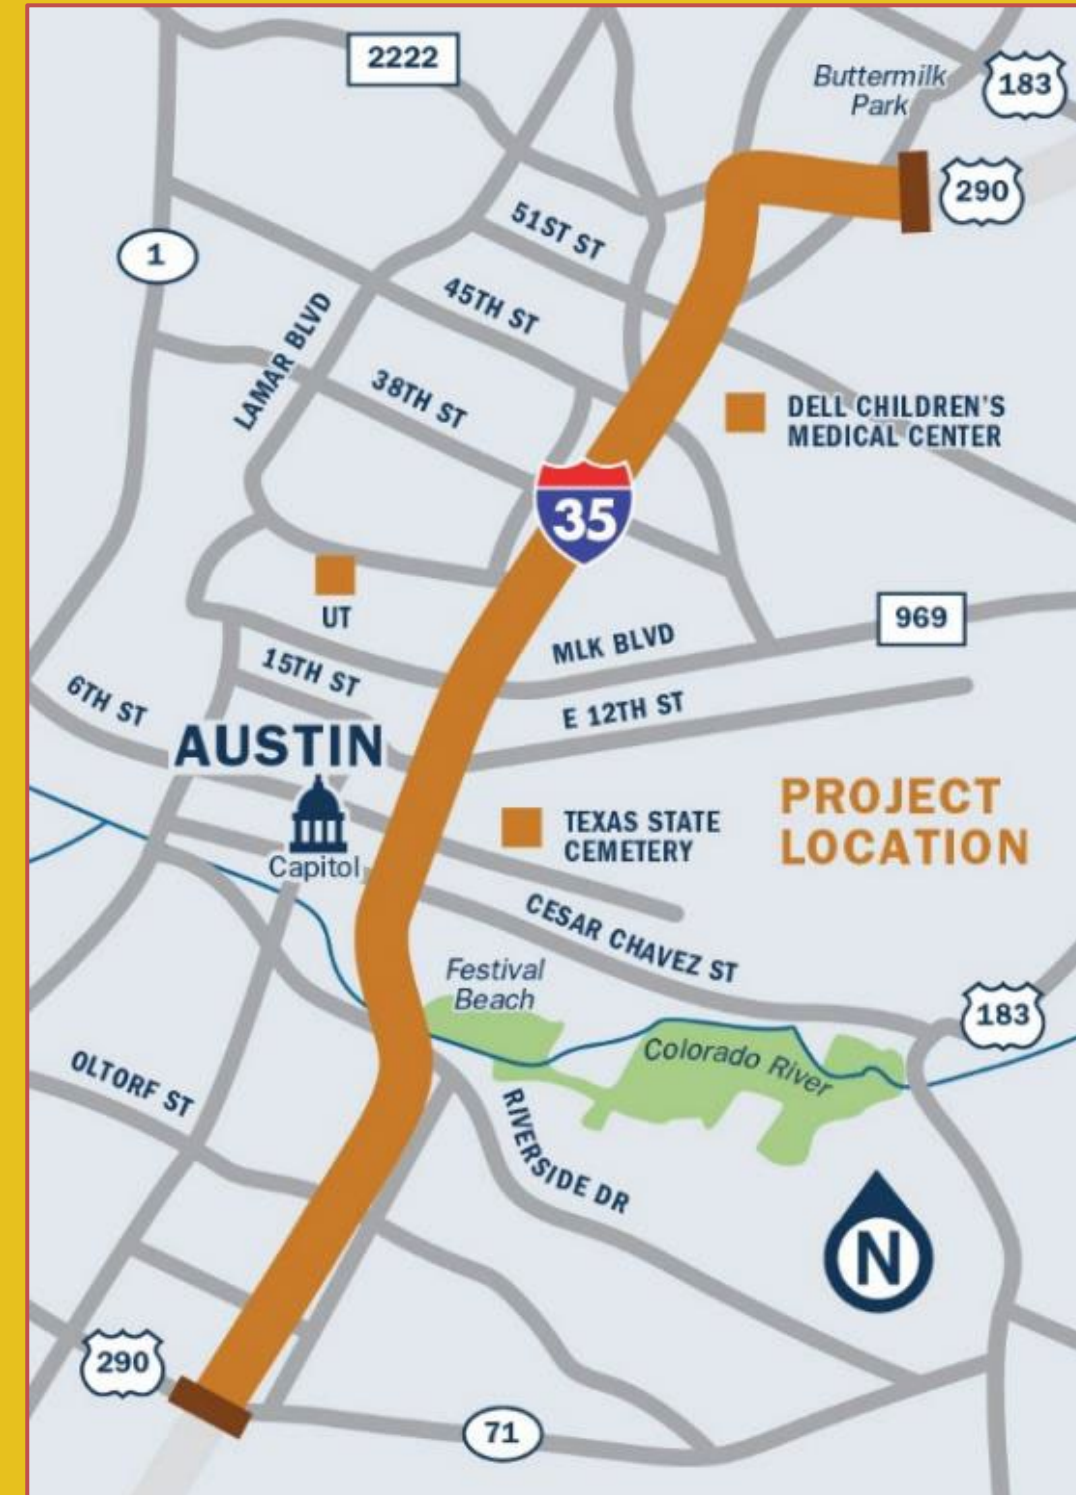 2222
Buttermilk
Park
183
290
51ST ST
1
45TH ST
LAMAR BLVD
38TH ST
DELL CHILDREN'S
MEDICAL CENTER
35
UT
969
MLK BLVD
15TH ST
6TH ST
E 12TH ST
AUSTIN
PROJECT
LOCATION
TEXAS STATE
CEMETERY
Capitol
CESAR CHAVEZ ST
Festival
Beach
183
Colorado River
OLTORF ST
RIVERSIDE DR
N
290
71